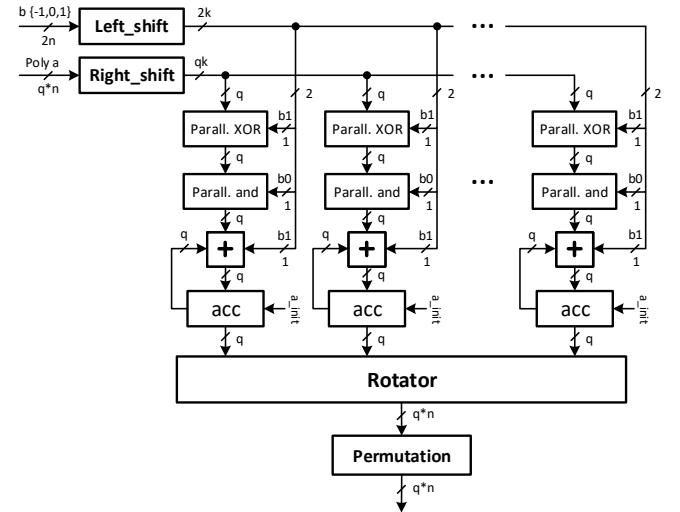 b {-1,0,1} Left_shift 2k ...
2n
Poly a Right_shift qk ...
q*n
2 2 2
q q q
Parall. XOR b1 Parall. XOR b1 Parall. XOR b1
1 1 1
q q q
Parall. and b0 Parall. and b0 ... Parall. and b0
1 1 1
q q q
q + b1 q + b1 q + b1
1 1 1
q q q
acc a_init acc a_init acc a_init
q q q
Rotator
q*n
Permutation
q*n